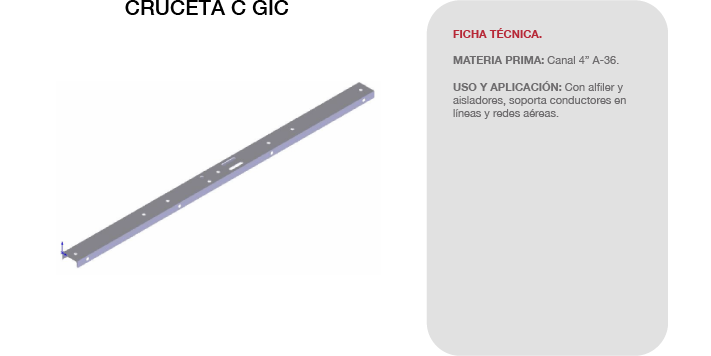 CRUCETA C GIC
FICHA TÉCNICA.
MATERIA PRIMA: Canal 4” A-36.
USO Y APLICACIÓN: Con alfiler y
aisladores, soporta conductores en
líneas y redes aéreas.